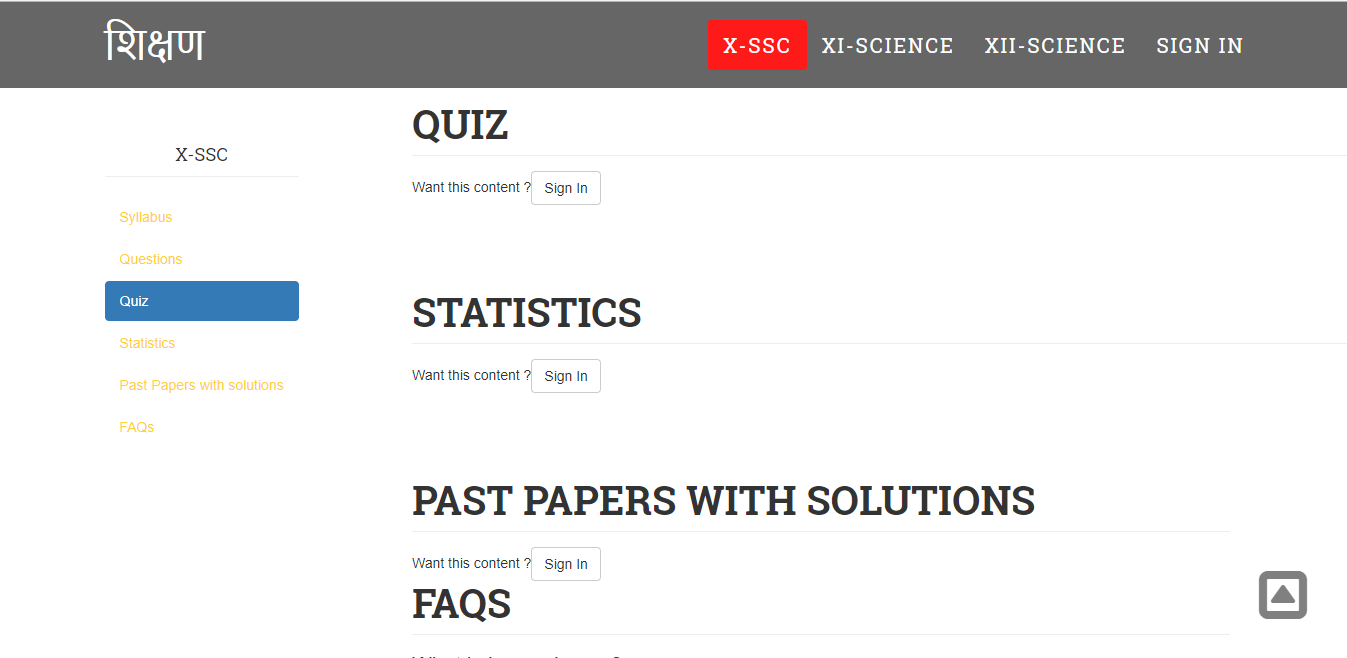 शिक्षण
X-SSC XI-SCIENCE XII-SCIENCE SIGN IN
X-SSC
Syllabus
Questions
Quiz
Statistics
Past Papers with solutions
FAQs
QUIZ
Want this content ? Sign In
STATISTICS
Want this content ? Sign In
PAST PAPERS WITH SOLUTIONS
Want this content ? Sign In
FAQS